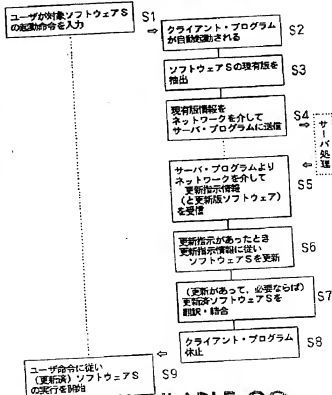 ユーザが対象ソフトウェアS
の起動命令を入力
S1
クライアント・プログラム
が自動起動される
S2
ソフトウェアSの現有版を
抽出
S3
現有版情報を
ネットワークを介して
サーバ・プログラムに送信
S4
サーバ処理
サーバ・プログラムより
ネットワークを介して
更新指示情報
(と更新版ソフトウェア)
を受信
S5
更新指示があったとき
更新指示情報に従い
ソフトウェアSを更新
S6
(更新があって、必要ならば)
更新済ソフトウェアSを
翻訳・結合
S7
クライアント・プログラム
休止
S8
ユーザ命令に従い
(更新済)ソフトウェアS
の実行を開始
S9